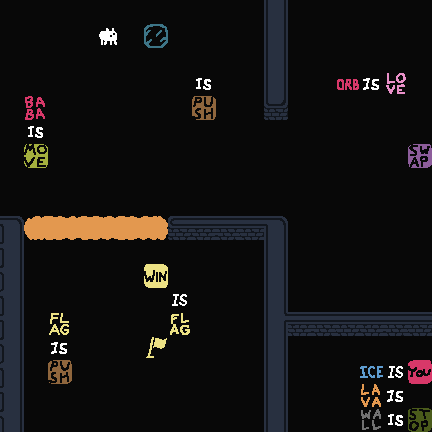 IS
PUSH
ORB IS LOVE
BABA
IS
MOVE
SWAP
WIN
IS
FLAG
FLAG
IS
PUSH
ICE IS YOU
LAVA IS
WALL IS STOP